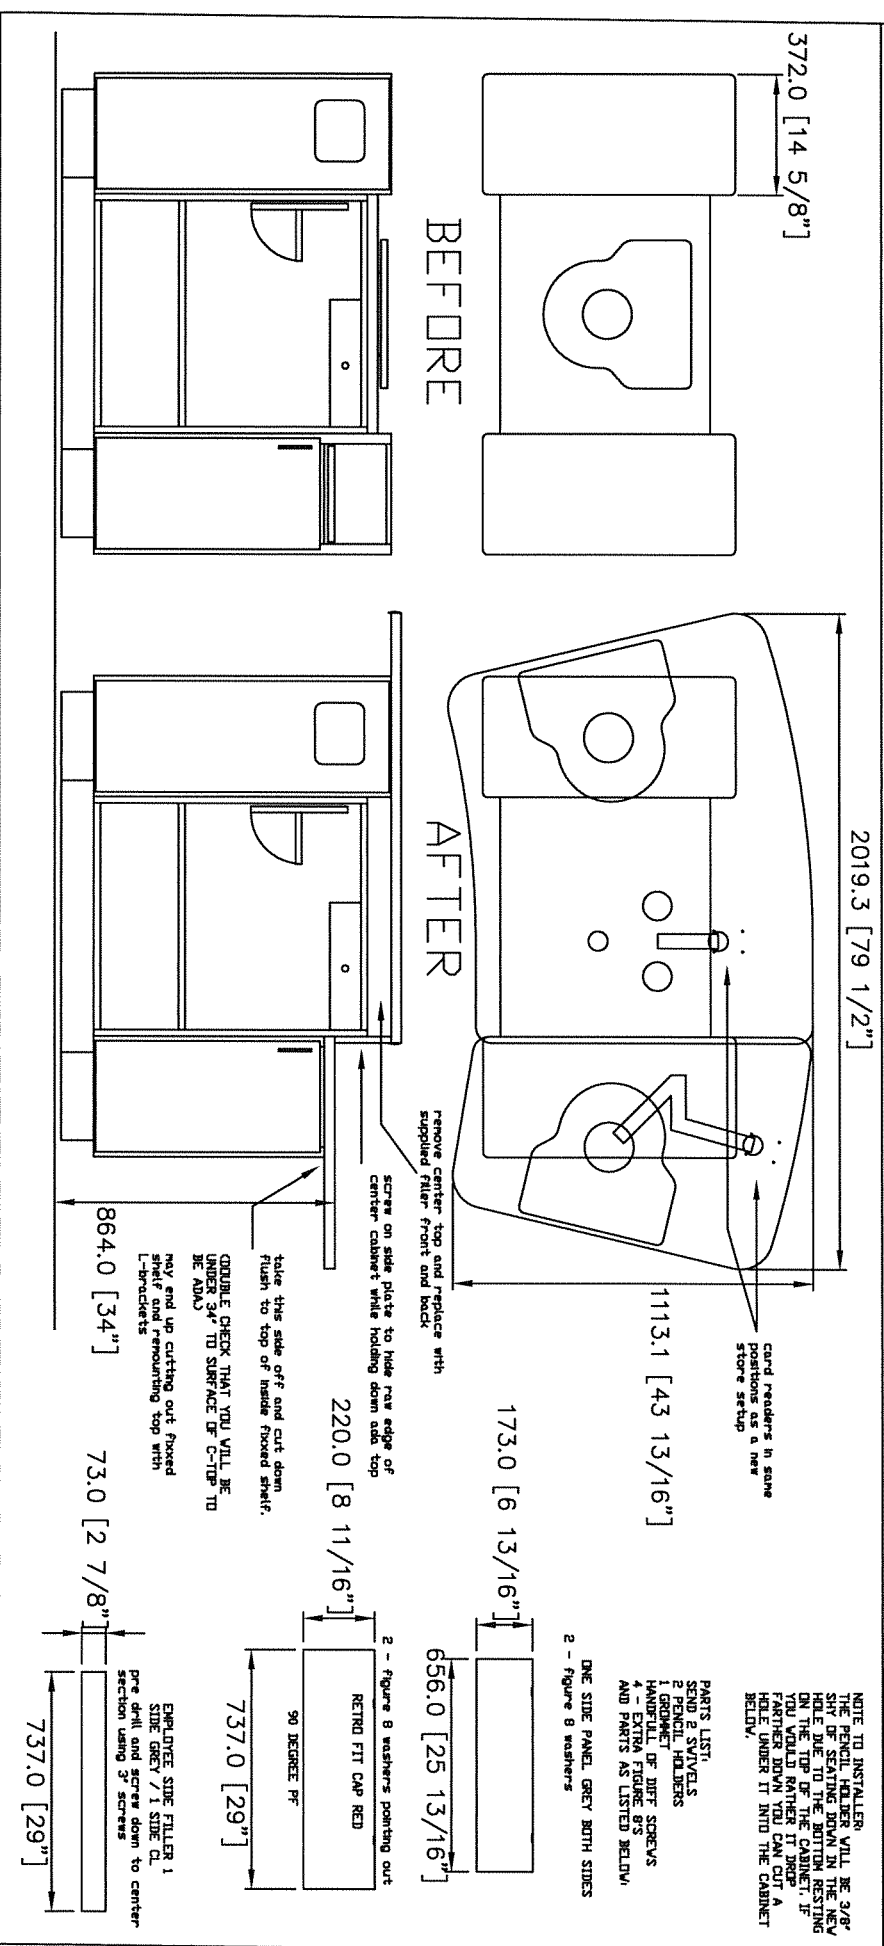 372.0 [14 5/8"]
BEFORE
2019.3 [79 1/2"]
AFTER
card readers in same
positions as a new
store setup
1113.1 [43 13/16"]
remove center top and replace with
supplied filler front and back
screw on side plate to hide raw edge of
center cabinet while holding down ada top
take this side off and cut down
flush to top of inside fixxed shelf.
(DOUBLE CHECK THAT YOU WILL BE
UNDER 34" TO SURFACE OF C-TOP TO
BE ADA)
may end up cutting out fixxed
shelf and remounting top with
L-brackets
864.0 [34"]
NOTE TO INSTALLER:
THE PENCIL HOLDER WILL BE 3/8"
SHY OF SEATING DOWN IN THE NEW
HOLE DUE TO THE BOTTOM RESTING
ON THE TOP OF THE CABINET. IF
YOU WOULD RATHER IT DROP
FARTHER DOWN YOU CAN CUT A
HOLE UNDER IT INTO THE CABINET
BELOW.
PARTS LIST:
SEND 2 SWIVELS
2 PENCIL HOLDERS
1 GROMMET
HANDFULL OF DIFF SCREWS
4 - EXTRA FIGURE 8'S
AND PARTS AS LISTED BELOW:
ONE SIDE PANEL GREY BOTH SIDES
2 - figure 8 washers
173.0 [6 13/16"]
656.0 [25 13/16"]
2 - figure 8 washers pointing out
220.0 [8 11/16"]
RETRO FIT CAP RED
90 DEGREE PF
737.0 [29"]
EMPLOYEE SIDE FILLER 1
SIDE GREY / 1 SIDE CL
pre drill and screw down to center
section using 3" screws
73.0 [2 7/8"]
737.0 [29"]